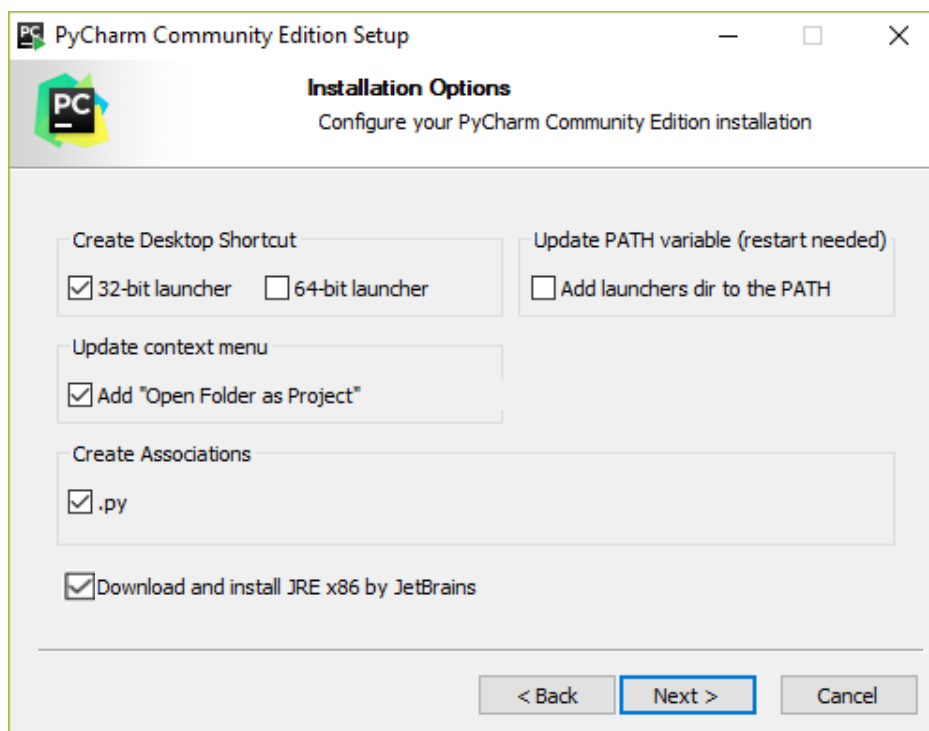 PC PyCharm Community Edition Setup
PC
Installation Options
Configure your PyCharm Community Edition installation
Create Desktop Shortcut
32-bit launcher 64-bit launcher
Update PATH variable (restart needed)
Add launchers dir to the PATH
Update context menu
Add "Open Folder as Project"
Create Associations
.py
Download and install JRE x86 by JetBrains
< Back Next > Cancel